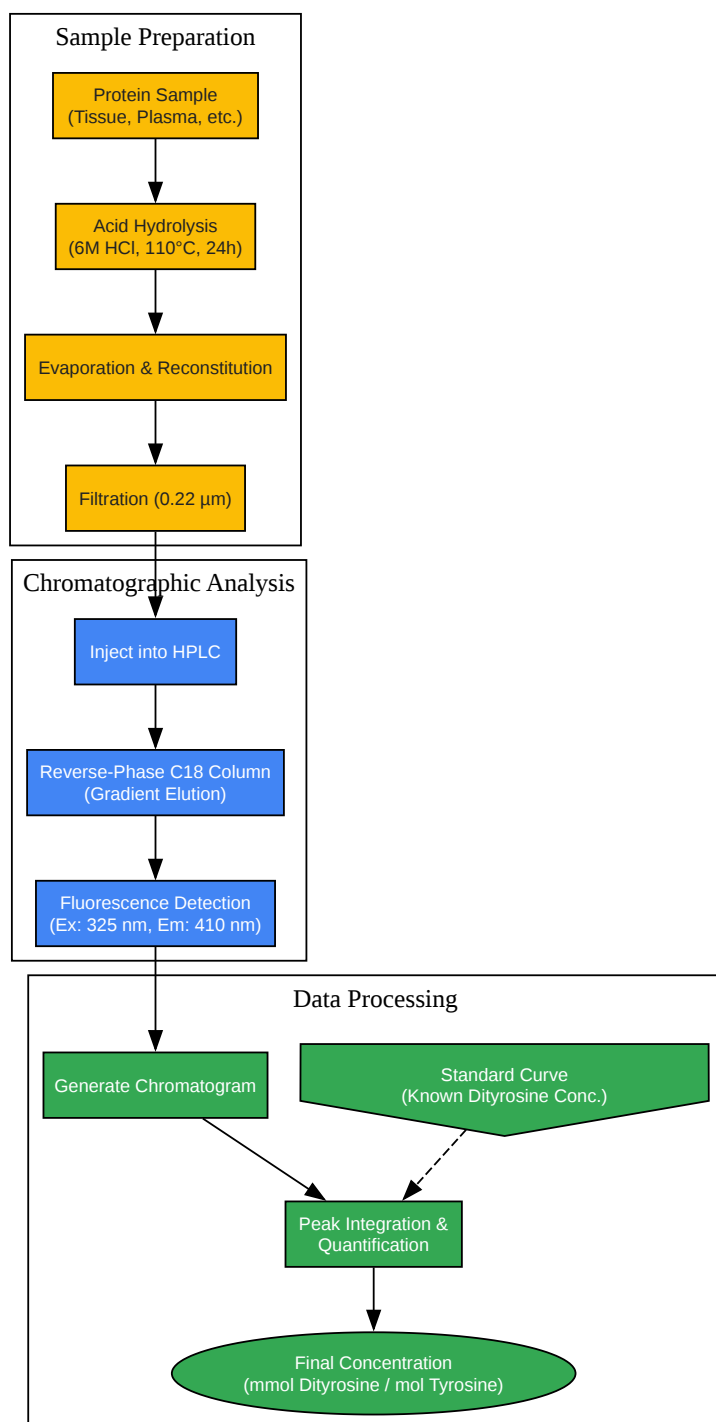 Sample Preparation
Protein Sample
(Tissue, Plasma, etc.)
Acid Hydrolysis
(6M HCl, 110°C, 24h)
Evaporation & Reconstitution
Filtration (0.22 µm)
Chromatographic Analysis
Inject into HPLC
Reverse-Phase C18 Column
(Gradient Elution)
Fluorescence Detection
(Ex: 325 nm, Em: 410 nm)
Data Processing
Generate Chromatogram
Standard Curve
(Known Dityrosine Conc.)
Peak Integration &
Quantification
Final Concentration
(mmol Dityrosine / mol Tyrosine)